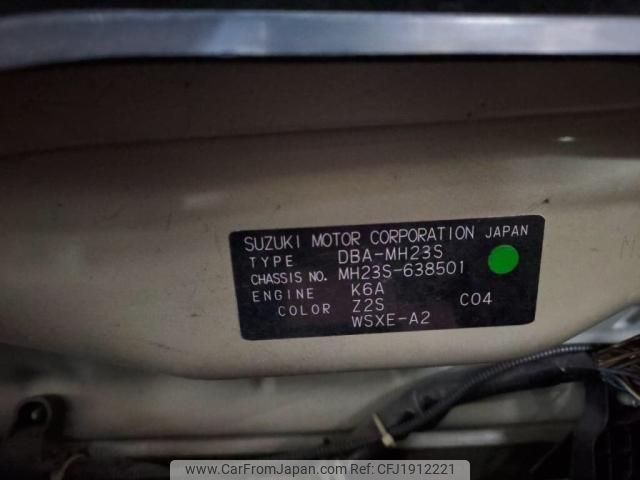 SUZUKI MOTOR CORPORATION JAPAN
TYPE DBA-MH23S
CHASSIS NO. MH23S-638501
ENGINE K6A
COLOR Z2S C04
WSXE-A2
www.CarFromJapan.com | ID:CFJ1912221